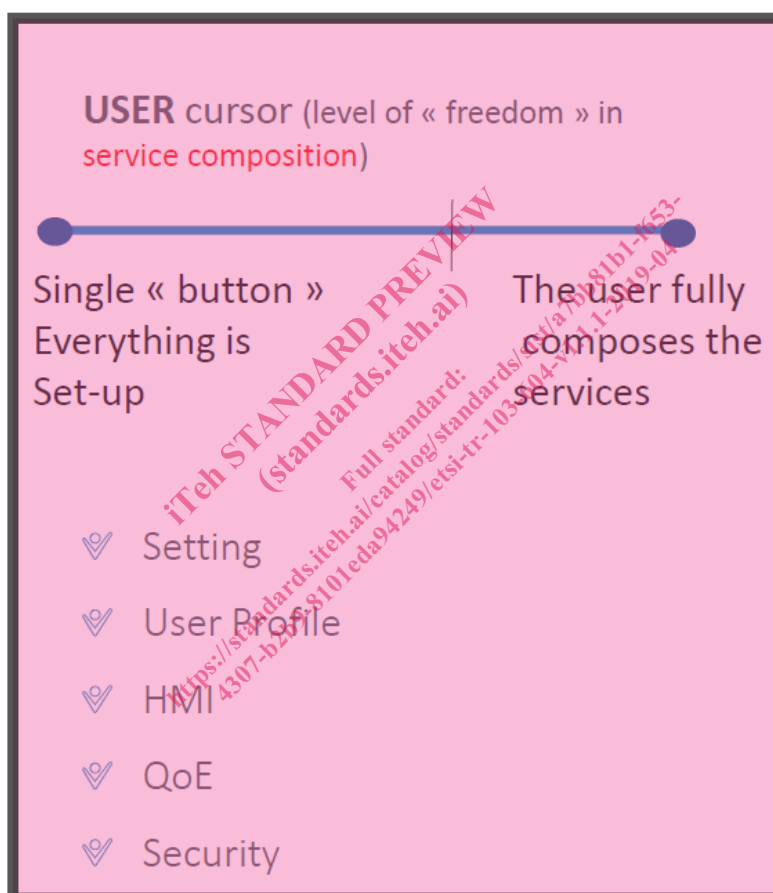 USER cursor (level of « freedom » in
service composition)
Single « button »
Everything is
Set-up
The user fully
composes the
services
Setting
User Profile
HMI
QoE
Security
iTeh STANDARD PREVIEW
(standards.iteh.ai)
Full standard: